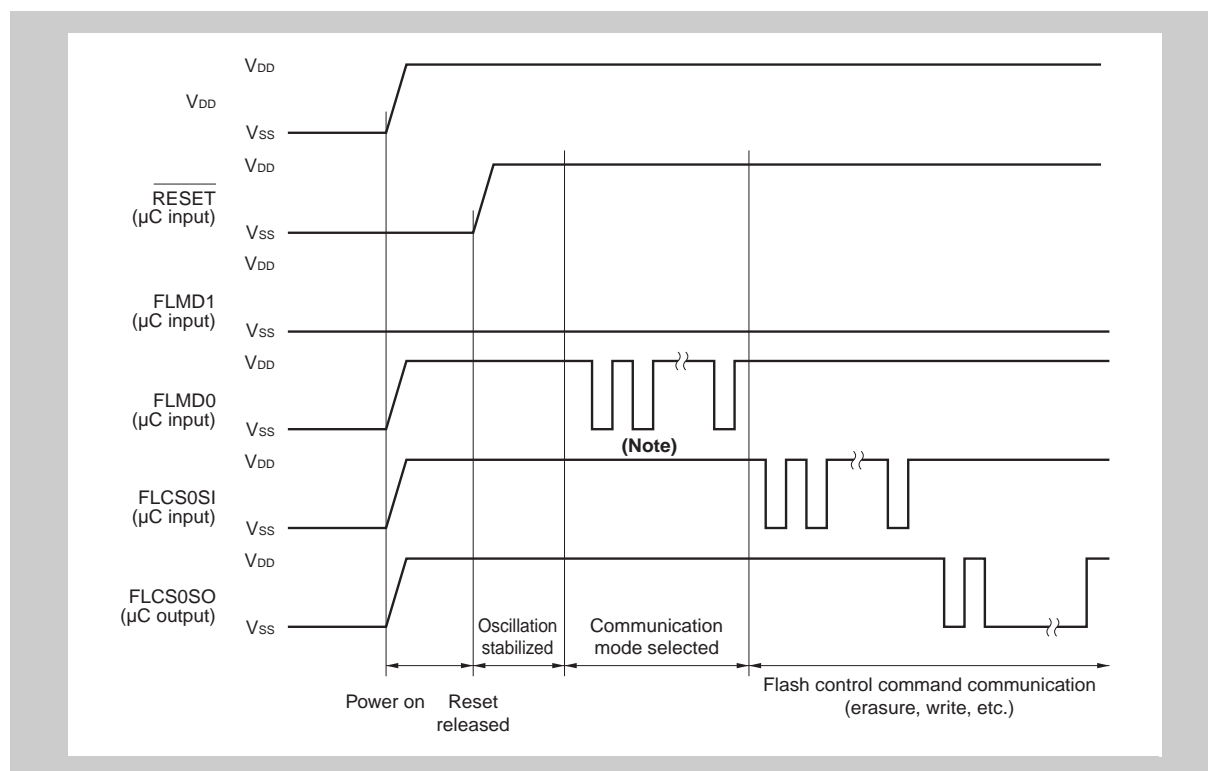 VDD
VDD
VSS
VDD
RESET
(µC input)
VSS
VDD
FLMD1
(µC input)
VSS
VDD
FLMD0
(µC input)
VSS
(Note)
VDD
FLCS0SI
(µC input)
VSS
VDD
FLCS0SO
(µC output)
VSS
Oscillation
stabilized
Communication
mode selected
Power on
Reset
released
Flash control command communication
(erasure, write, etc.)